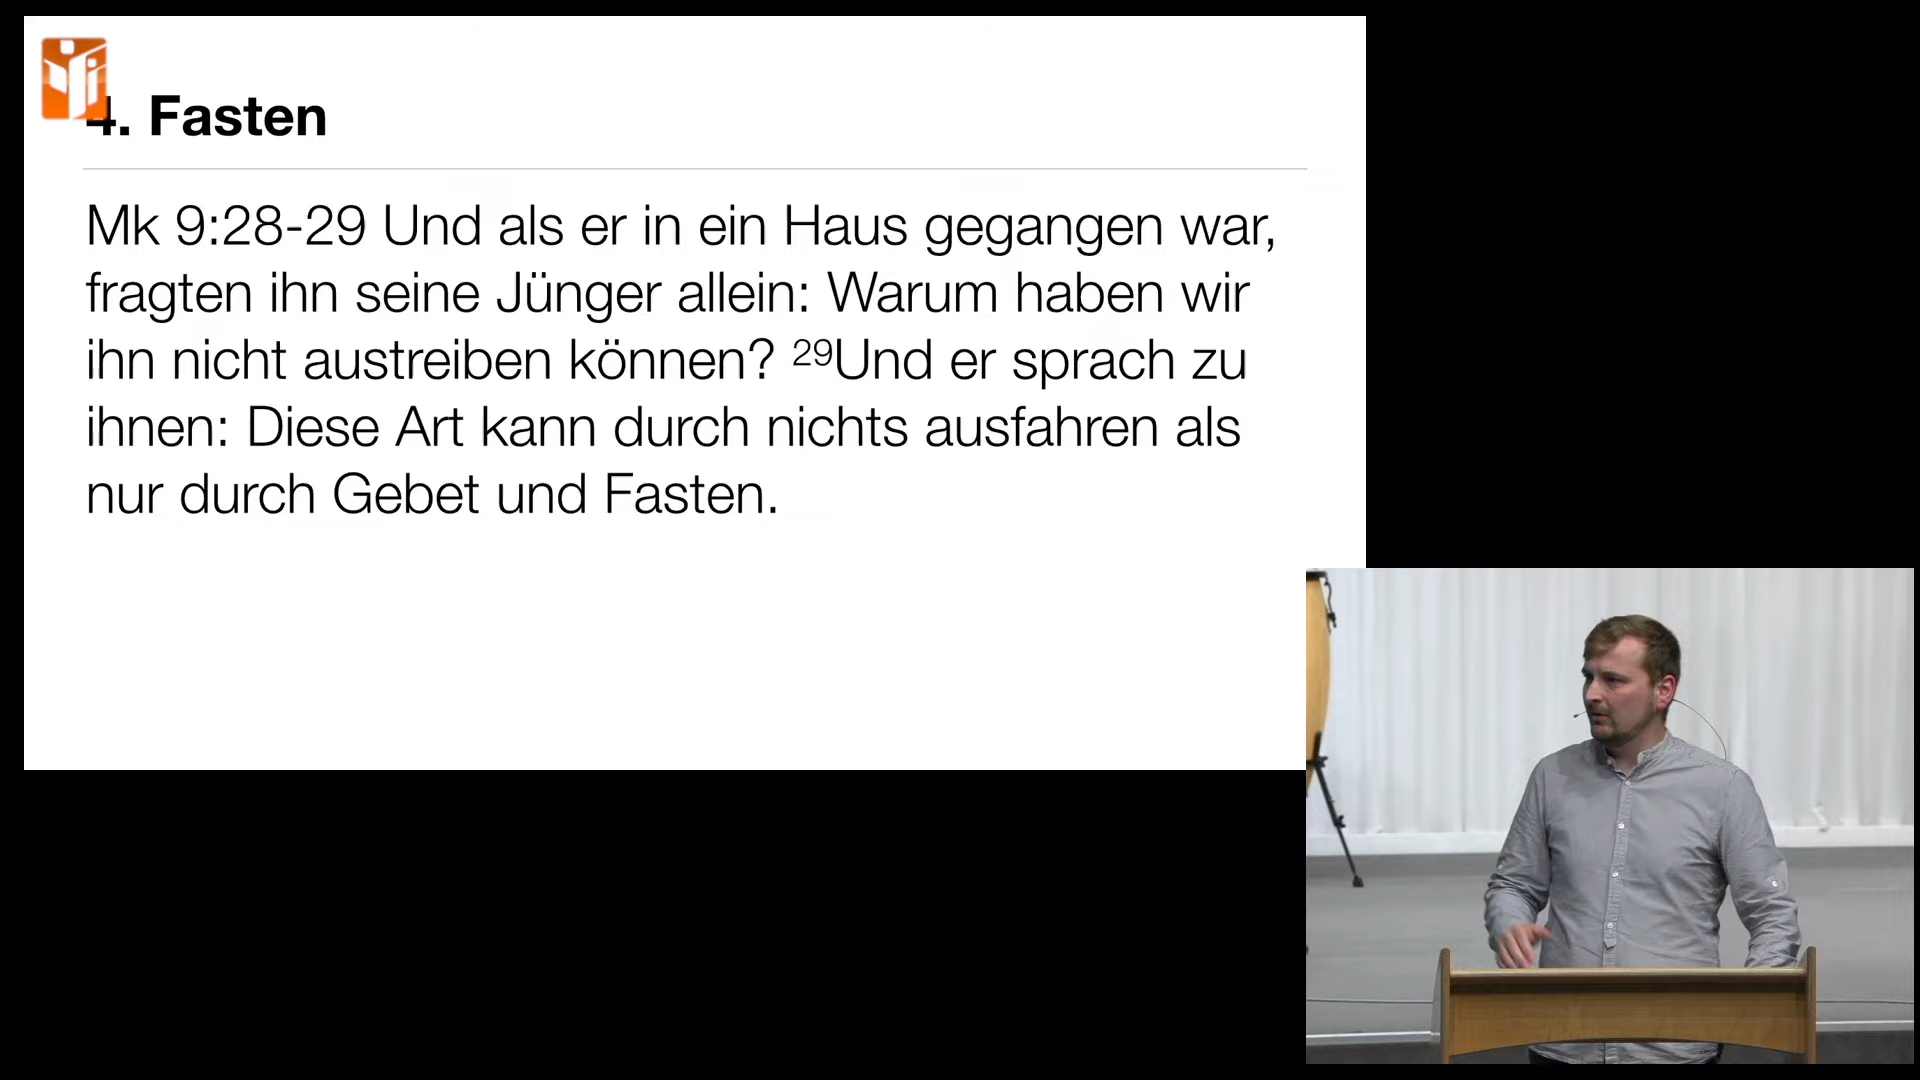 4. Fasten
Mk 9:28-29 Und als er in ein Haus gegangen war,
fragten ihn seine Jünger allein: Warum haben wir
ihn nicht austreiben können? ²⁹Und er sprach zu
ihnen: Diese Art kann durch nichts ausfahren als
nur durch Gebet und Fasten.